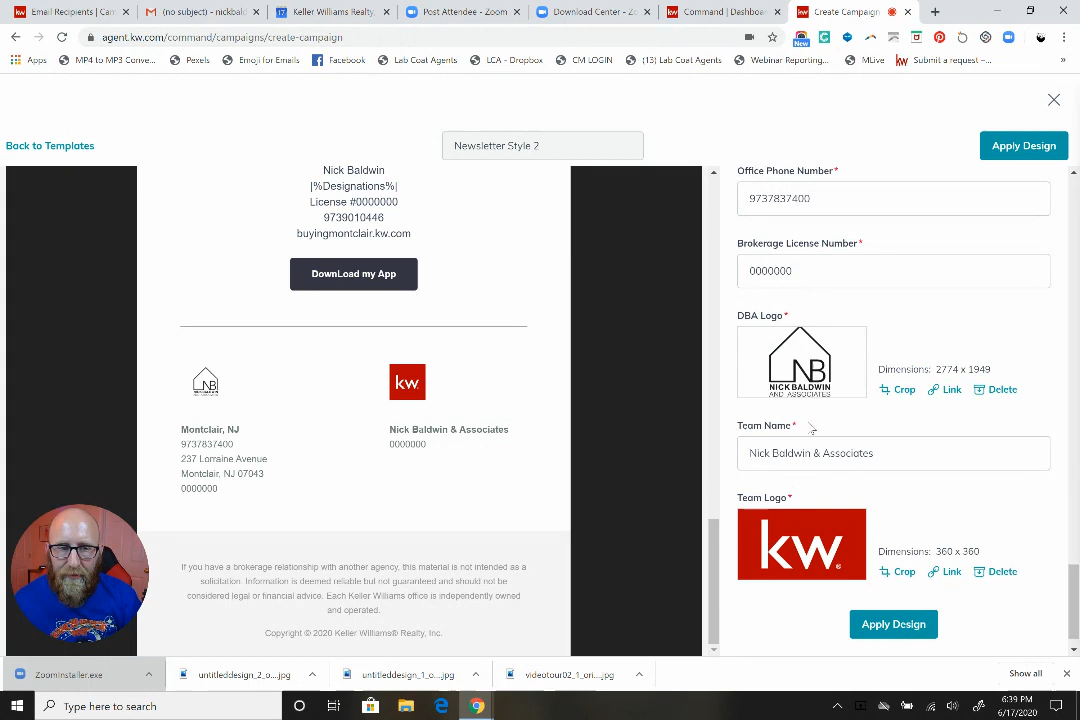 Email Recipients | Car
(no subject) - nickbald
Keller Williams Realty,
Post Attendee - Zoom
Download Center - Zo
Command | Dashboar
Create Campaign
agent.kw.com/command/campaigns/create-campaign
New
Apps
MP4 to MP3 Conve...
Pexels
Emoji for Emails
Facebook
Lab Coat Agents
LCA - Dropbox
CM LOGIN
(13) Lab Coat Agents
Webinar Reporting...
MLive
Submit a request –...
Back to Templates
Newsletter Style 2
Apply Design
Nick Baldwin
|%Designations%|
License #0000000
9739010446
buyingmontclair.kw.com
DownLoad my App
NB
kw
Montclair, NJ
9737837400
237 Lorraine Avenue
Montclair, NJ 07043
0000000
Nick Baldwin & Associates
0000000
If you have a brokerage relationship with another agency, this material is not intended as a
solicitation. Information is deemed reliable but not guaranteed and should not be
considered legal or financial advice. Each Keller Williams office is independently owned
and operated.
Copyright © 2020 Keller Williams® Realty, Inc.
Office Phone Number*
9737837400
Brokerage License Number*
0000000
DBA Logo*
NB
NICK BALDWIN
AND ASSOCIATES
Dimensions: 2774 x 1949
Crop
Link
Delete
Team Name*
Nick Baldwin & Associates
Team Logo*
kw
Dimensions: 360 x 360
Crop
Link
Delete
Apply Design
ZoomInstaller.exe
untitleddesign_2_o....jpg
untitleddesign_1_o....jpg
videotour02_1_ori....jpg
Show all
Type here to search
6:39 PM
6/17/2020